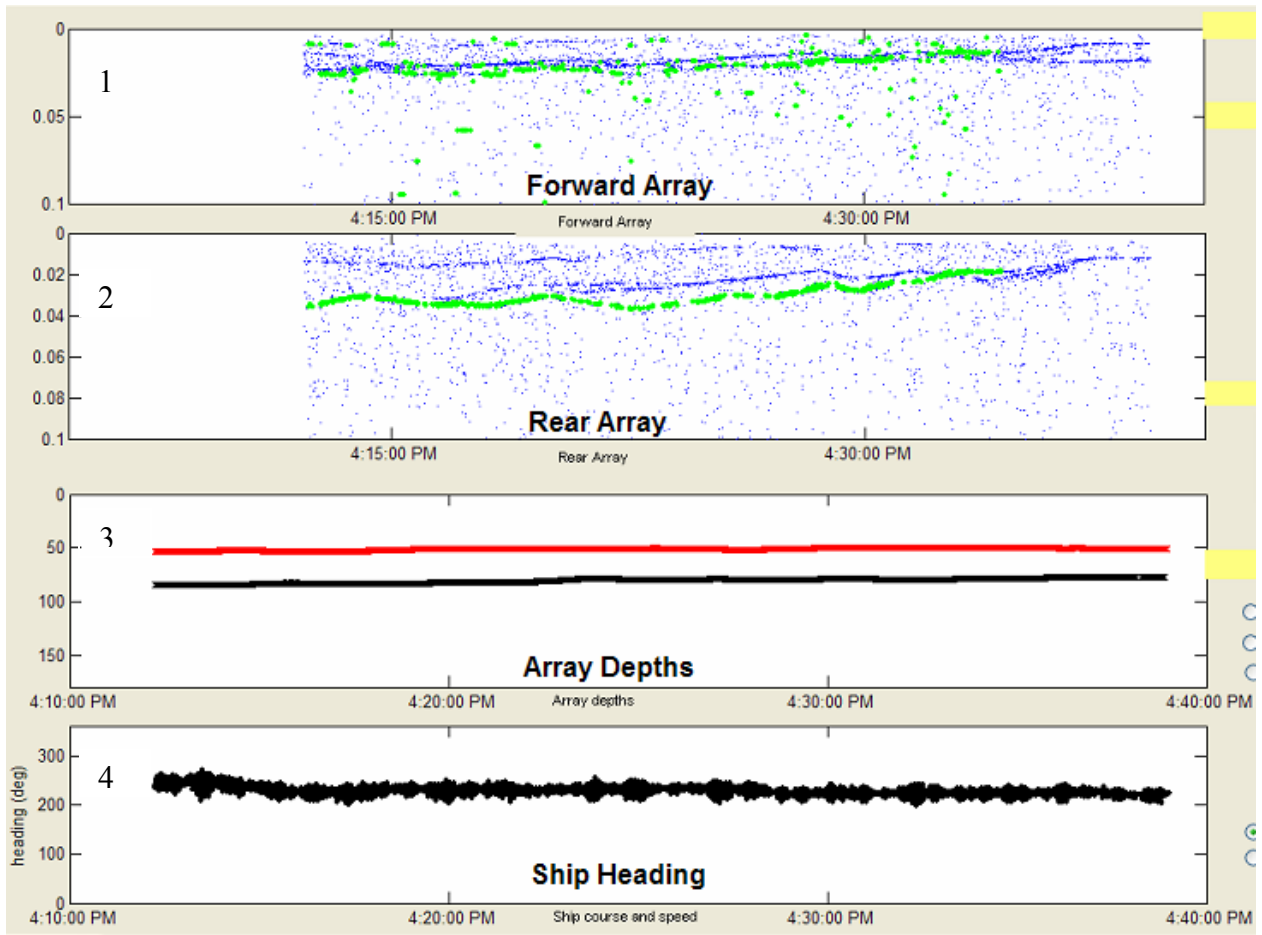 0
1
0.05
0.1
Forward Array
4:15:00 PM
Forward Array
4:30:00 PM
0
0.02
2
0.04
0.06
0.08
0.1
Rear Array
4:15:00 PM
Rear Array
4:30:00 PM
0
3
50
100
150
Array Depths
4:10:00 PM
4:20:00 PM
Array depths
4:30:00 PM
4:40:00 PM
heading (deg)
300
4
200
100
0
Ship Heading
4:10:00 PM
4:20:00 PM
Ship course and speed
4:30:00 PM
4:40:00 PM